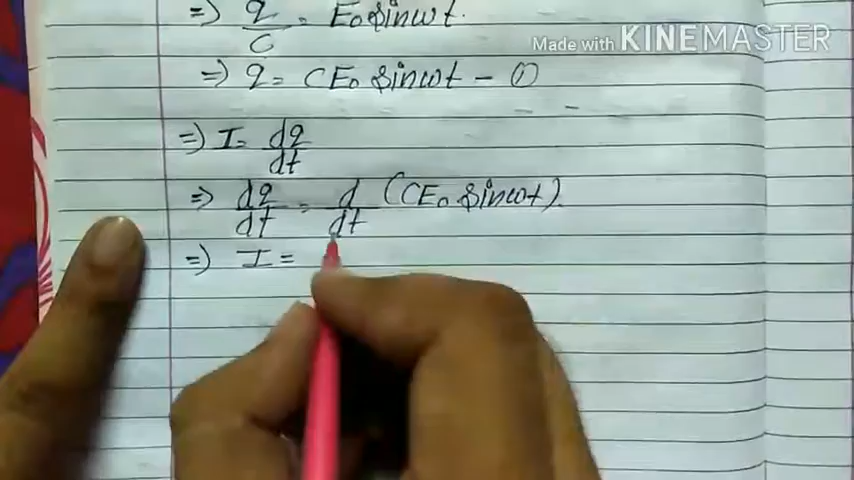 => q/C = E₀ sinωt.
Made with KINEMASTER
=> q = CE₀ sinωt - ①
=> I = dq/dt
=> dq/dt = d/dt (CE₀ sinωt)
=> I =